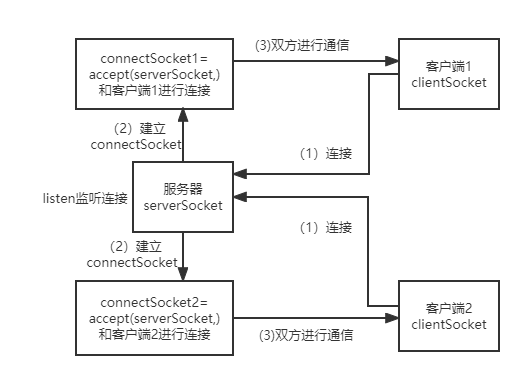 connectSocket1=
accept(serverSocket,)
和客户端1进行连接
(3)双方进行通信
客户端1
clientSocket
（2）建立
connectSocket
（1）连接
listen监听连接
服务器
serverSocket
（1）连接
（2）建立
connectSocket
connectSocket2=
accept(serverSocket,)
和客户端2进行连接
(3)双方进行通信
客户端2
clientSocket